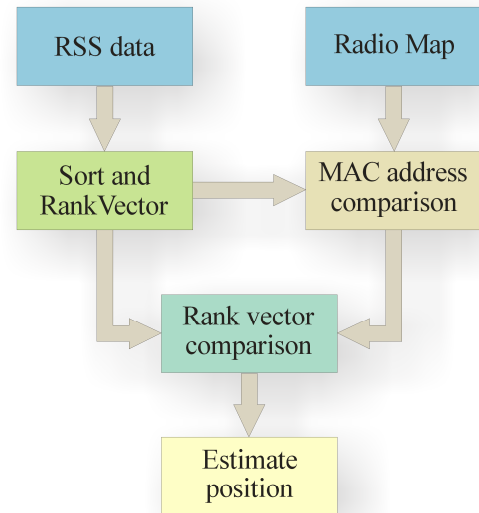 RSS data
Radio Map
Sort and
RankVector
MAC address
comparison
Rank vector
comparison
Estimate
position